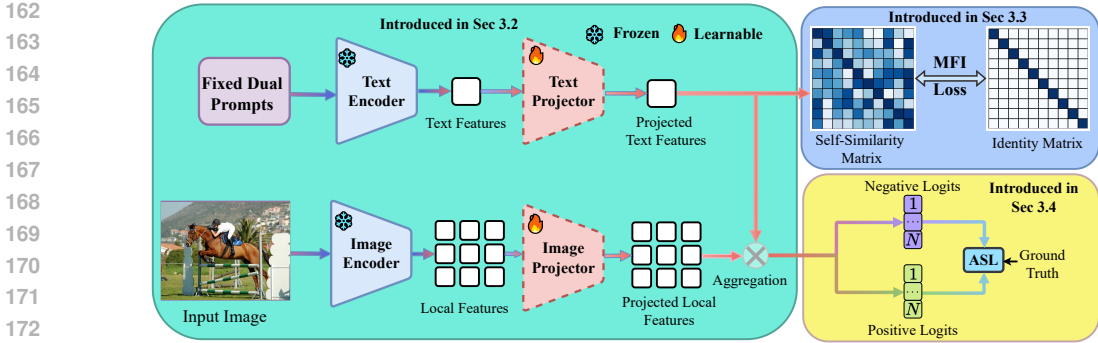 162
163
164
165
166
167
168
169
170
171
172
Introduced in Sec 3.2
Frozen
Learnable
Fixed Dual
Prompts
Text
Encoder
Text Features
Text
Projector
Projected
Text Features
Introduced in Sec 3.3
MFI
Loss
Self-Similarity
Matrix
Identity Matrix
Input Image
Image
Encoder
Local Features
Image
Projector
Projected Local
Features
Aggregation
Negative Logits
Introduced in
Sec 3.4
1
...
N
ASL
Ground
Truth
1
...
N
Positive Logits